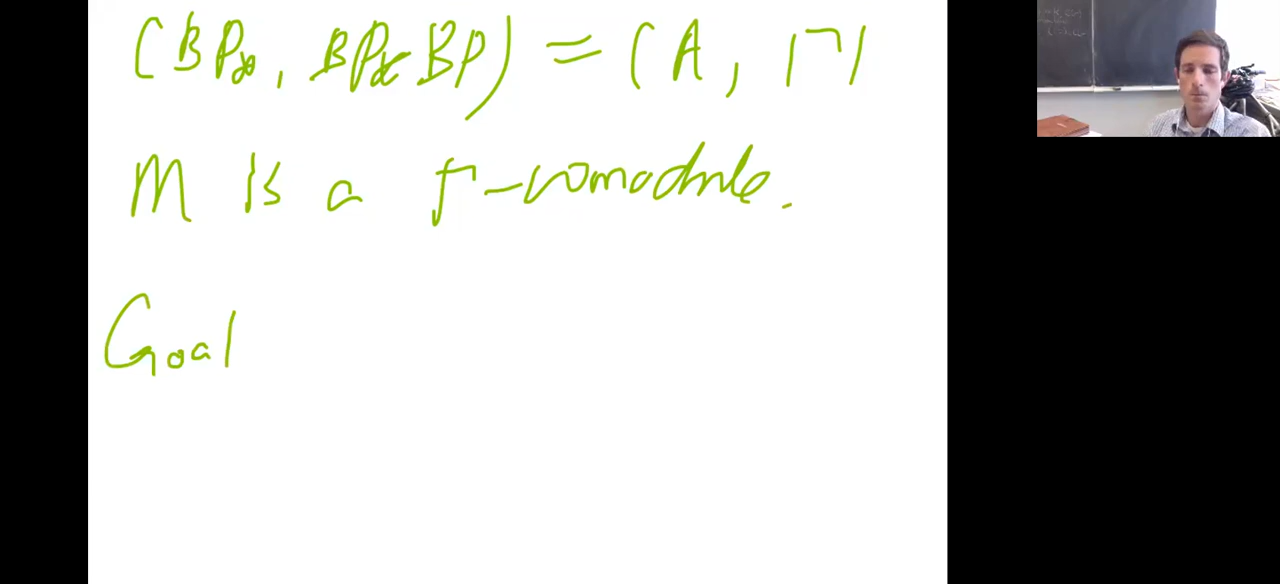 (BP*, BP*BP) = (A, Γ)
M is a Γ-comodule.
Goal